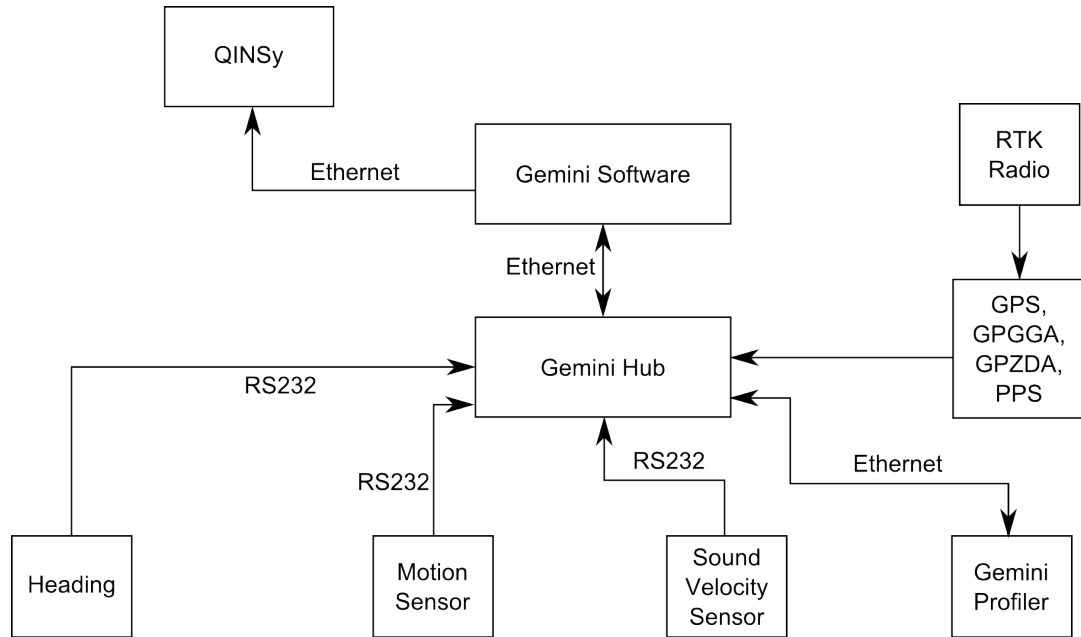 QINSy
Ethernet
Gemini Software
RTK
Radio
Ethernet
GPS,
GPGGA,
GPZDA,
PPS
Gemini Hub
RS232
RS232
RS232
Ethernet
Heading
Motion
Sensor
Sound
Velocity
Sensor
Gemini
Profiler